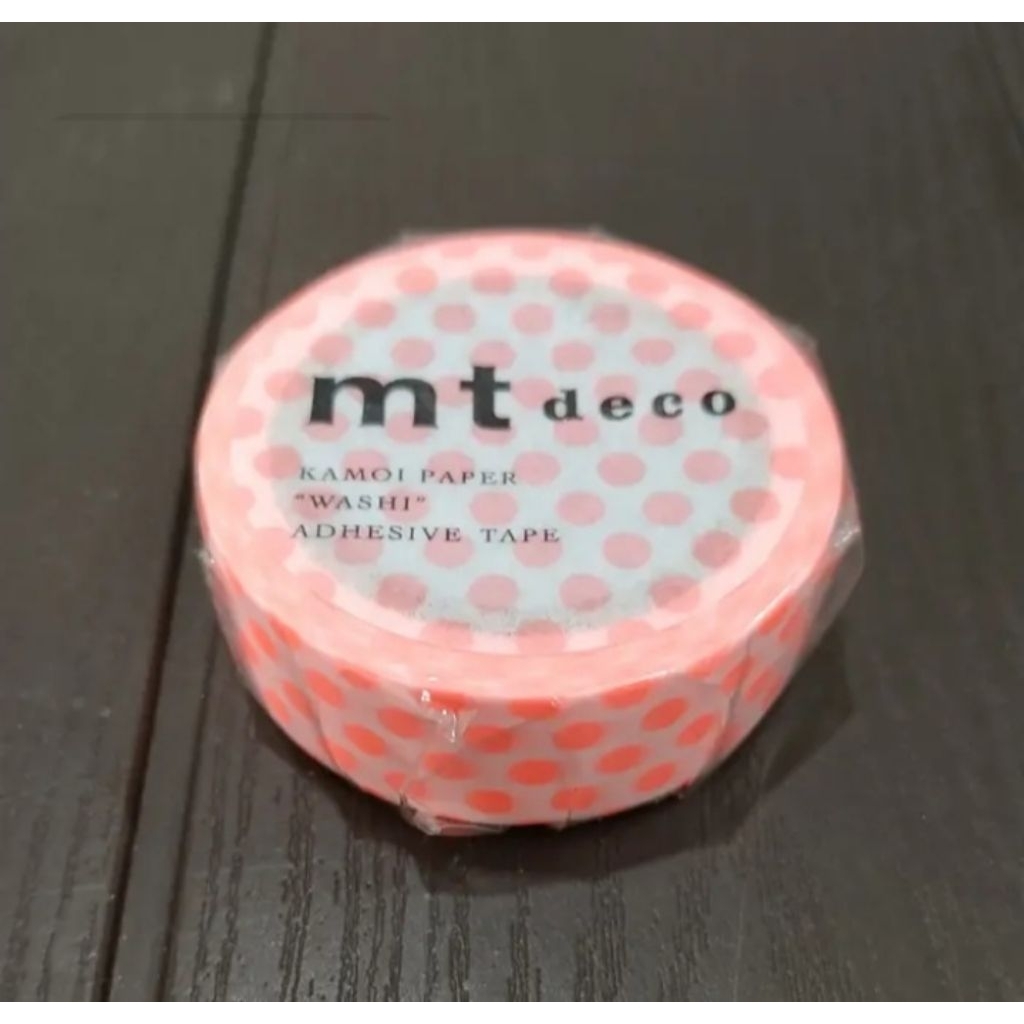 mt deco
KAMOI PAPER
"WASHI"
ADHESIVE TAPE